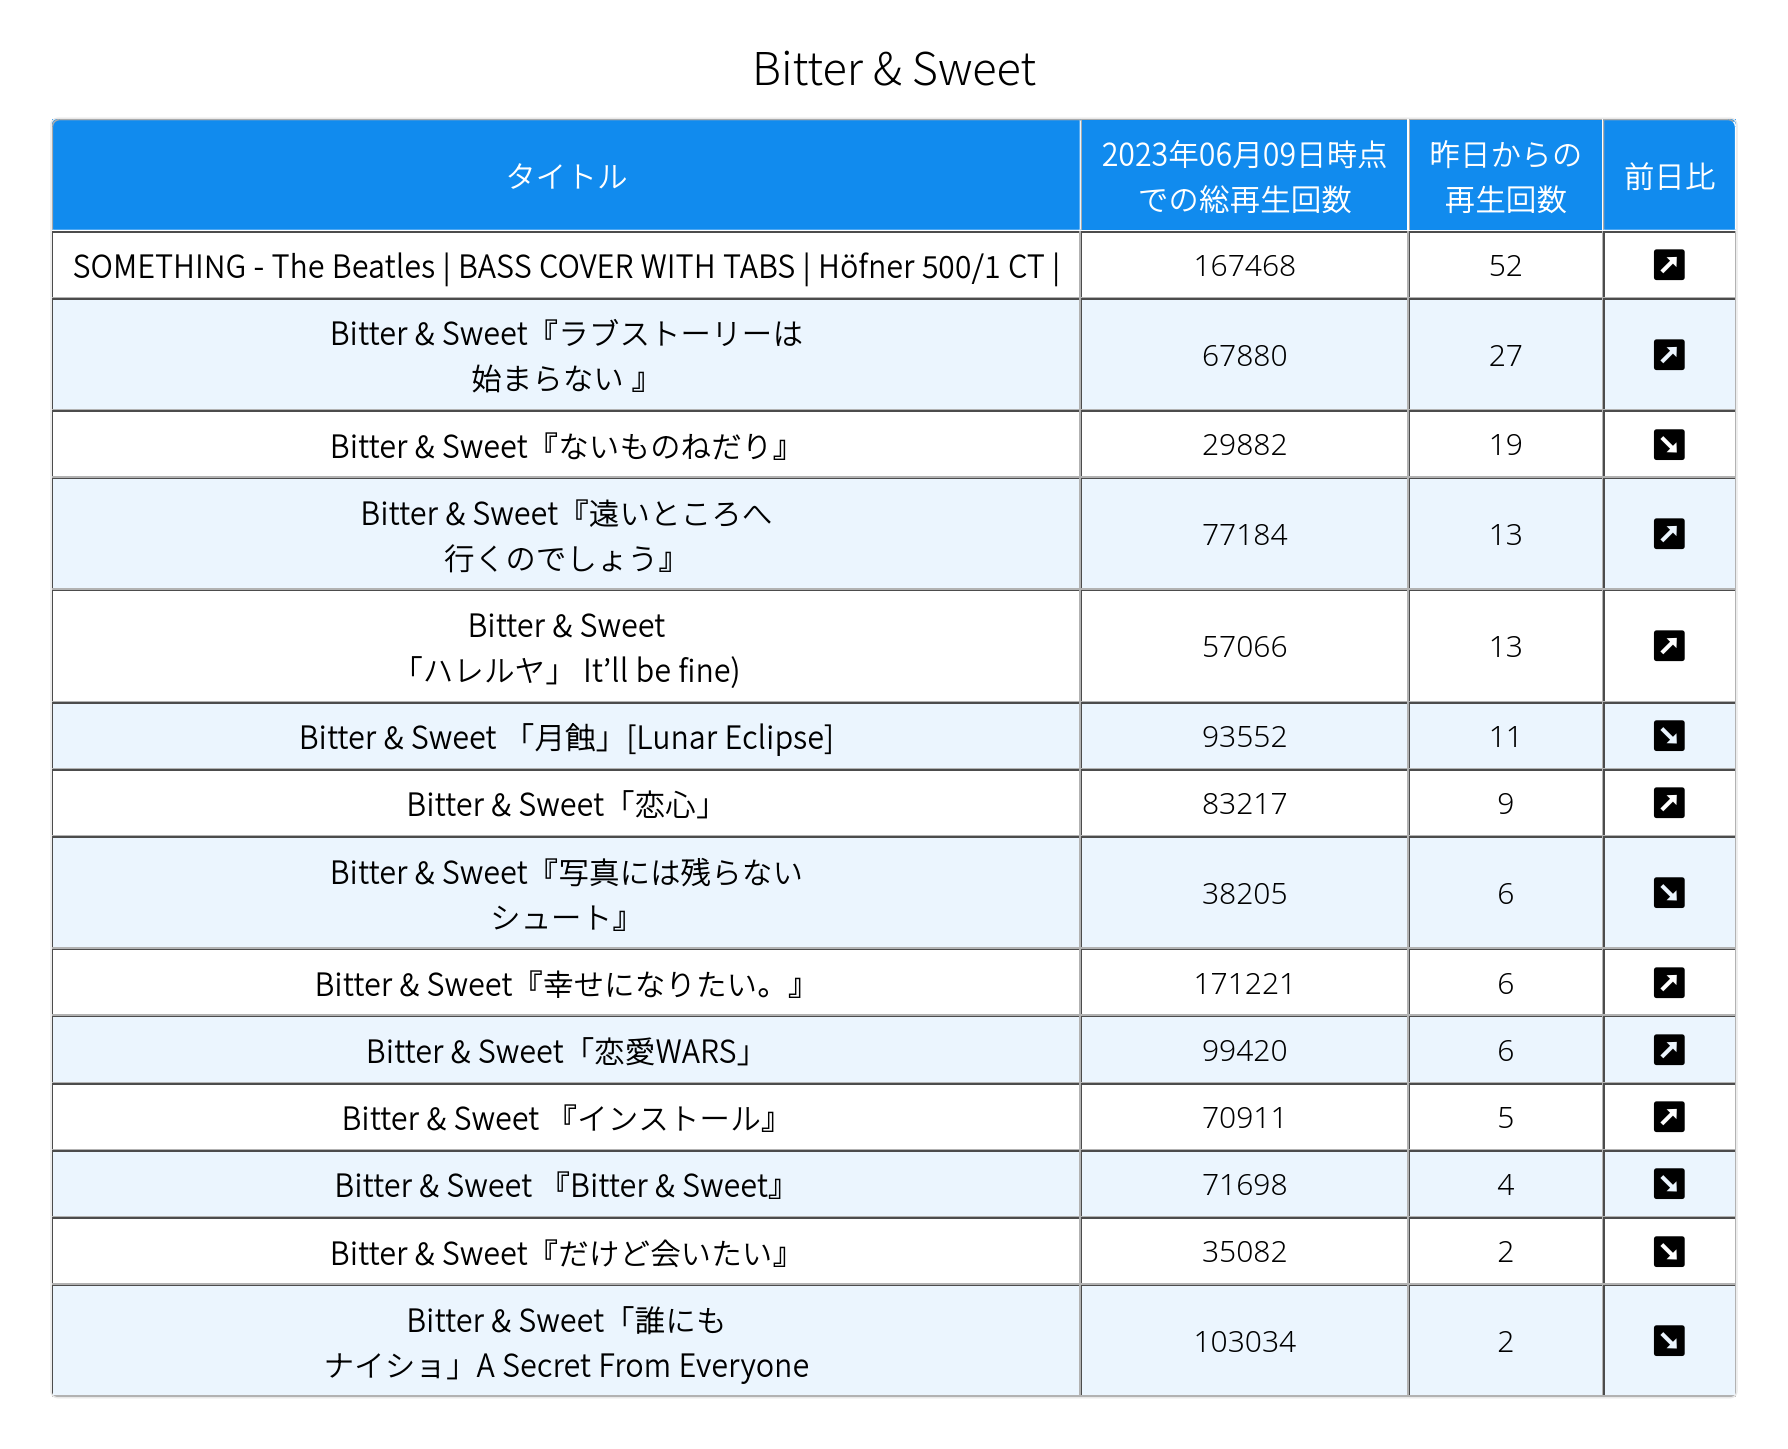 Bitter & Sweet
タイトル
2023年06月09日時点
での総再生回数
昨日からの
再生回数
前日比
SOMETHING - The Beatles | BASS COVER WITH TABS | Höfner 500/1 CT |
167468
52
Bitter & Sweet『ラブストーリーは
始まらない 』
67880
27
Bitter & Sweet『ないものねだり』
29882
19
Bitter & Sweet『遠いところへ
行くのでしょう』
77184
13
Bitter & Sweet
「ハレルヤ」 It’ll be fine)
57066
13
Bitter & Sweet 「月蝕」[Lunar Eclipse]
93552
11
Bitter & Sweet「恋心」
83217
9
Bitter & Sweet『写真には残らない
シュート』
38205
6
Bitter & Sweet『幸せになりたい。』
171221
6
Bitter & Sweet「恋愛WARS」
99420
6
Bitter & Sweet 『インストール』
70911
5
Bitter & Sweet 『Bitter & Sweet』
71698
4
Bitter & Sweet『だけど会いたい』
35082
2
Bitter & Sweet「誰にも
ナイショ」A Secret From Everyone
103034
2